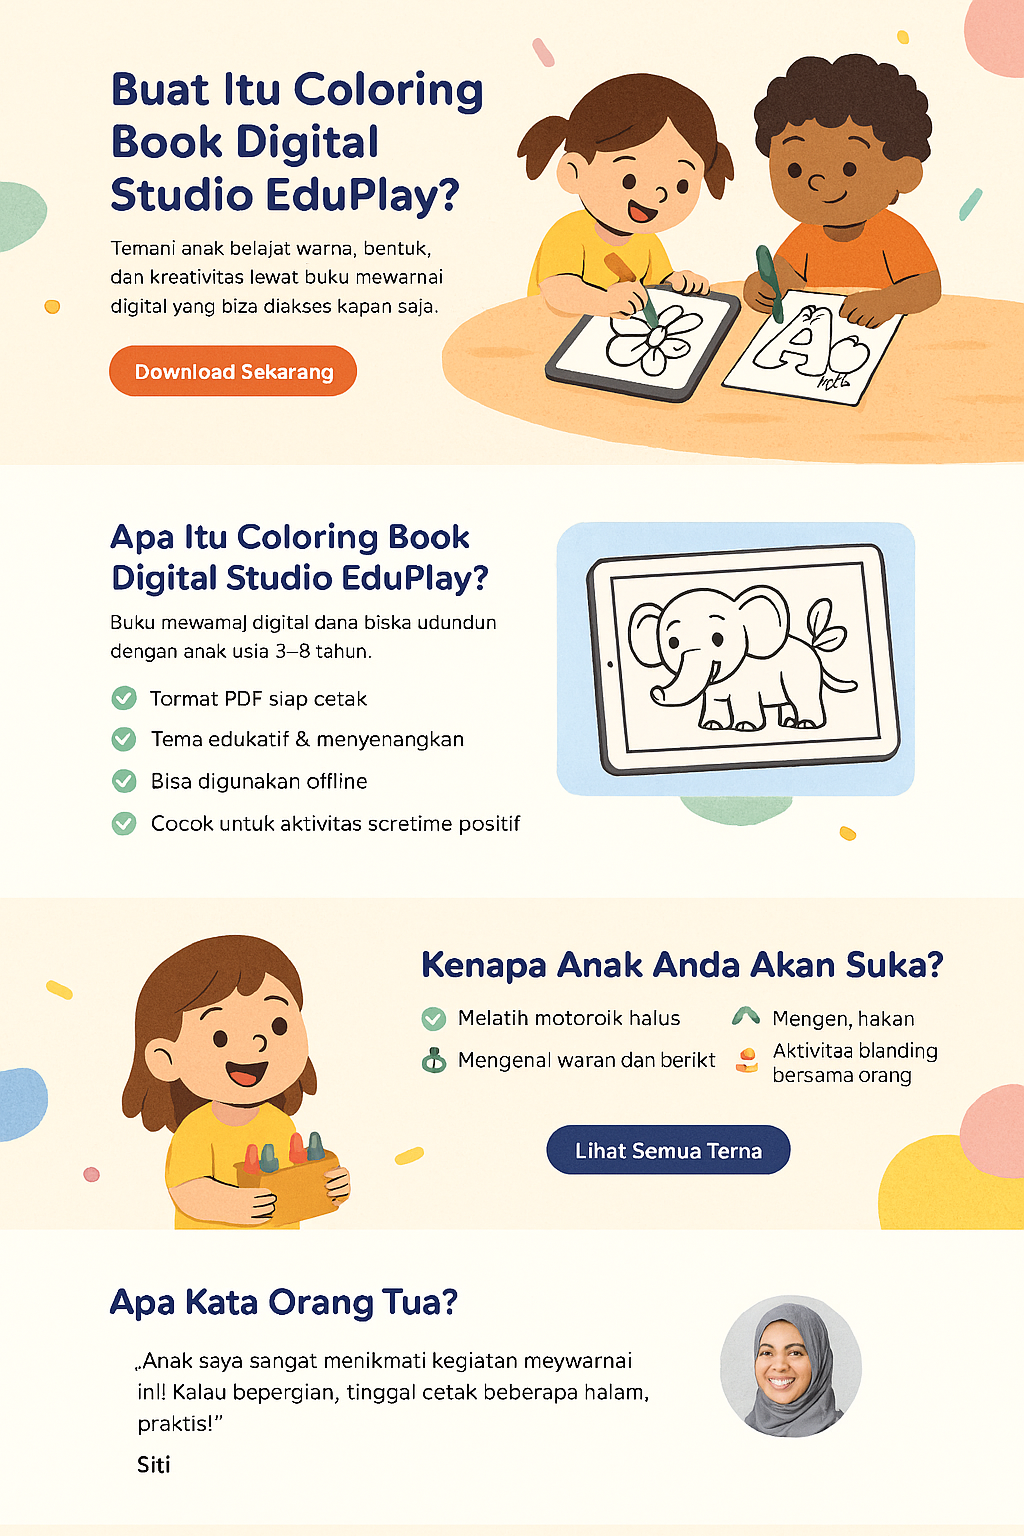 Buat Itu Coloring
Book Digital
Studio EduPlay?
Temani anak belajat warna, bentuk,
dan kreativitas lewat buku mewarnai
digital yang biza diakses kapan saja.
Download Sekarang
Apa Itu Coloring Book
Digital Studio EduPlay?
Buku mewamaj digital dana biska udundun
dengan anak usia 3–8 tahun.
Tormat PDF siap cetak
Tema edukatif & menyenangkan
Bisa digunakan offline
Cocok untuk aktivitas scretime positif
Kenapa Anak Anda Akan Suka?
Melatih motoroik halus
Mengen, hakan
Mengenal waran dan berikt
Aktivitaa blanding
bersama orang
Lihat Semua Terna
Apa Kata Orang Tua?
„Anak saya sangat menikmati kegiatan meywarnai
inl! Kalau bepergian, tinggal cetak beberapa halam,
praktis!”
Siti